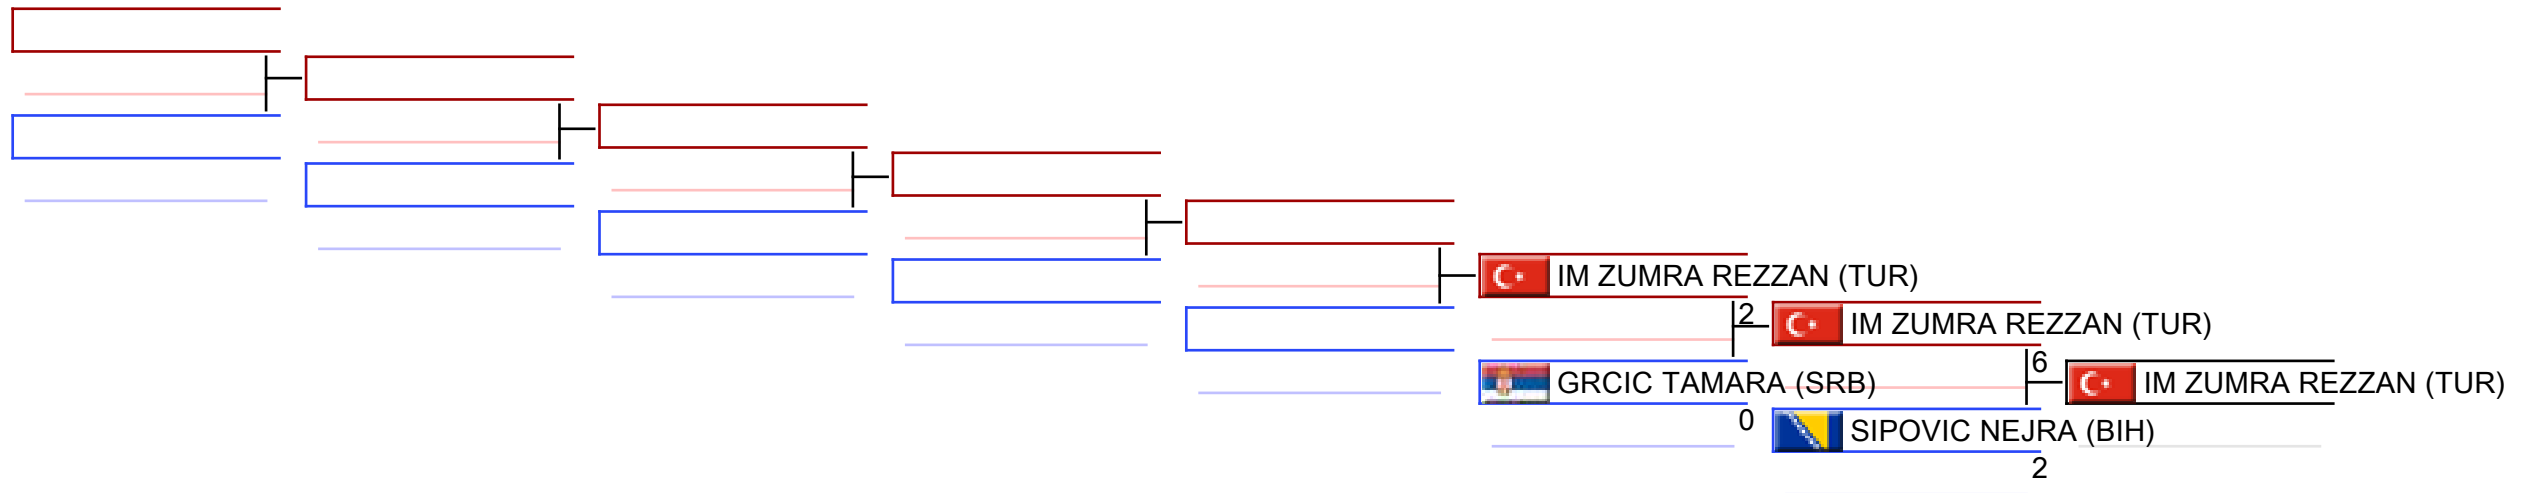 IM ZUMRA REZZAN (TUR)
2
IM ZUMRA REZZAN (TUR)
6
GRCIC TAMARA (SRB)
IM ZUMRA REZZAN (TUR)
0
SIPOVIC NEJRA (BIH)
2